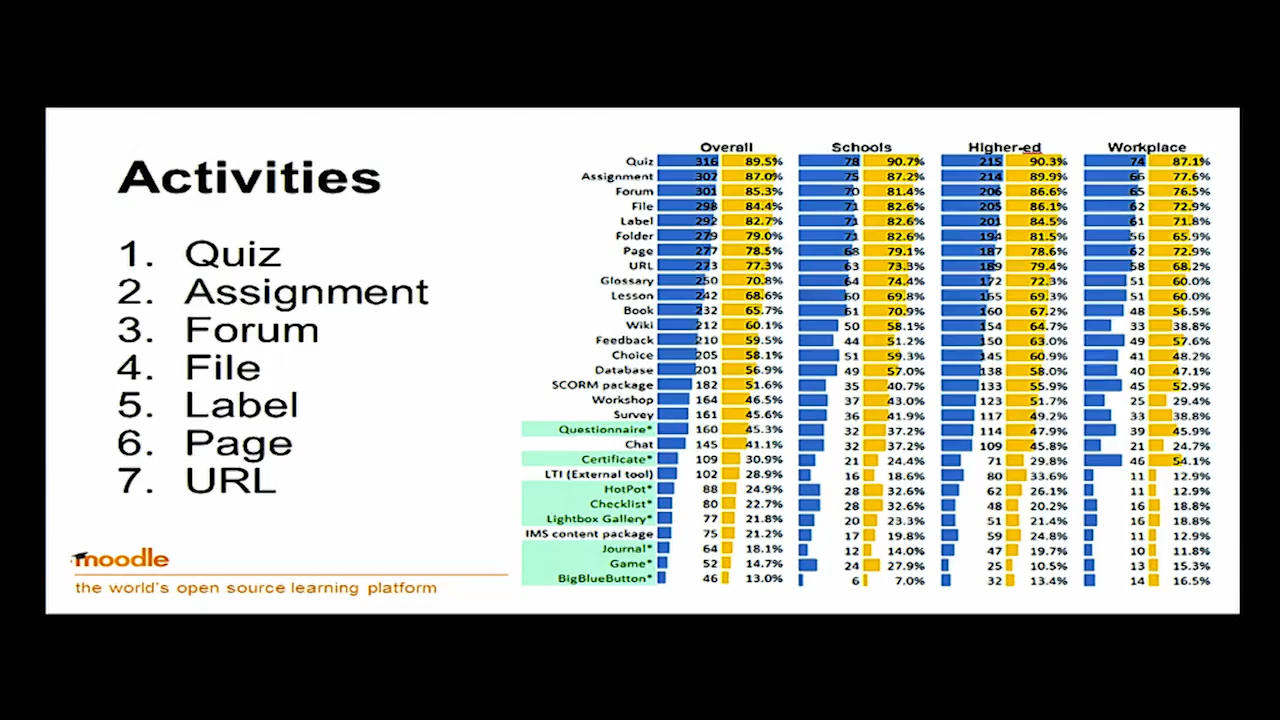 Activities
1. Quiz
2. Assignment
3. Forum
4. File
5. Label
6. Page
7. URL
moodle
the world's open source learning platform
Overall Schools Higher-ed Workplace
Quiz 316 89.5% 78 90.7% 215 90.3% 74 87.1%
Assignment 307 87.0% 75 87.2% 214 89.9% 66 77.6%
Forum 301 85.3% 70 81.4% 206 86.6% 65 76.5%
File 298 84.4% 71 82.6% 205 86.1% 62 72.9%
Label 292 82.7% 71 82.6% 201 84.5% 61 71.8%
Folder 279 79.0% 71 82.6% 194 81.5% 56 65.9%
Page 277 78.5% 68 79.1% 187 78.6% 62 72.9%
URL 273 77.3% 63 73.3% 189 79.4% 58 68.2%
Glossary 250 70.8% 64 74.4% 172 72.3% 51 60.0%
Lesson 242 68.6% 60 69.8% 165 69.3% 51 60.0%
Book 232 65.7% 61 70.9% 160 67.2% 48 56.5%
Wiki 212 60.1% 50 58.1% 154 64.7% 33 38.8%
Feedback 210 59.5% 44 51.2% 150 63.0% 49 57.6%
Choice 205 58.1% 51 59.3% 145 60.9% 41 48.2%
Database 201 56.9% 49 57.0% 138 58.0% 40 47.1%
SCORM package 182 51.6% 35 40.7% 133 55.9% 45 52.9%
Workshop 164 46.5% 37 43.0% 123 51.7% 25 29.4%
Survey 161 45.6% 36 41.9% 117 49.2% 33 38.8%
Questionnaire* 160 45.3% 32 37.2% 114 47.9% 39 45.9%
Chat 145 41.1% 32 37.2% 109 45.8% 21 24.7%
Certificate* 109 30.9% 21 24.4% 71 29.8% 46 54.1%
LTI (External tool) 102 28.9% 16 18.6% 80 33.6% 11 12.9%
HotPot* 88 24.9% 28 32.6% 62 26.1% 11 12.9%
Checklist* 80 22.7% 28 32.6% 48 20.2% 16 18.8%
Lightbox Gallery* 77 21.8% 20 23.3% 51 21.4% 16 18.8%
IMS content package 75 21.2% 17 19.8% 59 24.8% 11 12.9%
Journal* 64 18.1% 12 14.0% 47 19.7% 10 11.8%
Game* 52 14.7% 24 27.9% 25 10.5% 13 15.3%
BigBlueButton* 46 13.0% 6 7.0% 32 13.4% 14 16.5%